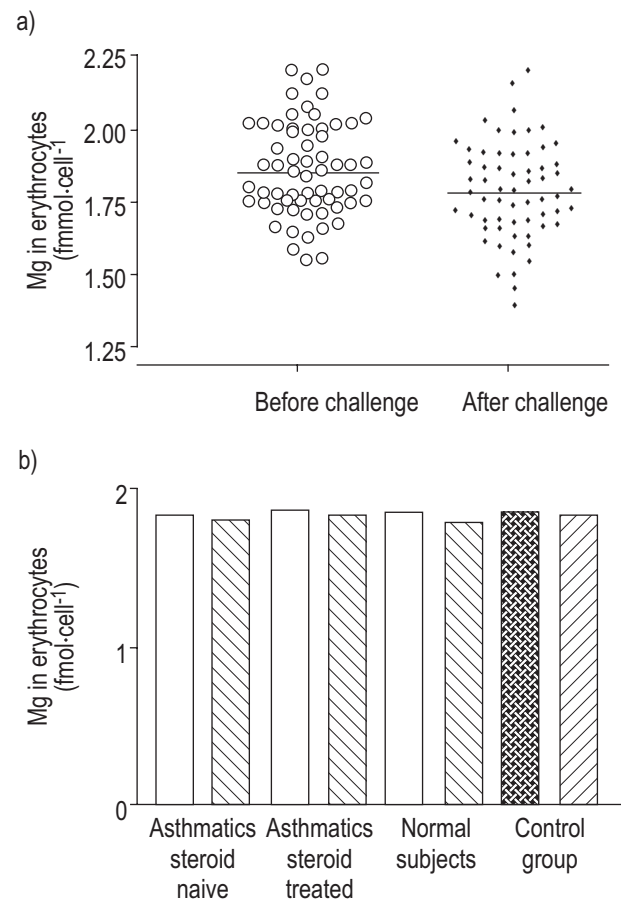 a)
2.25
2.00
1.75
1.50
1.25
Mg in erythrocytes
(fmmol·cell⁻¹)
Before challenge
After challenge
b)
2
1
0
Mg in erythrocytes
(fmol·cell⁻¹)
Asthmatics
steroid
naive
Asthmatics
steroid
treated
Normal
subjects
Control
group